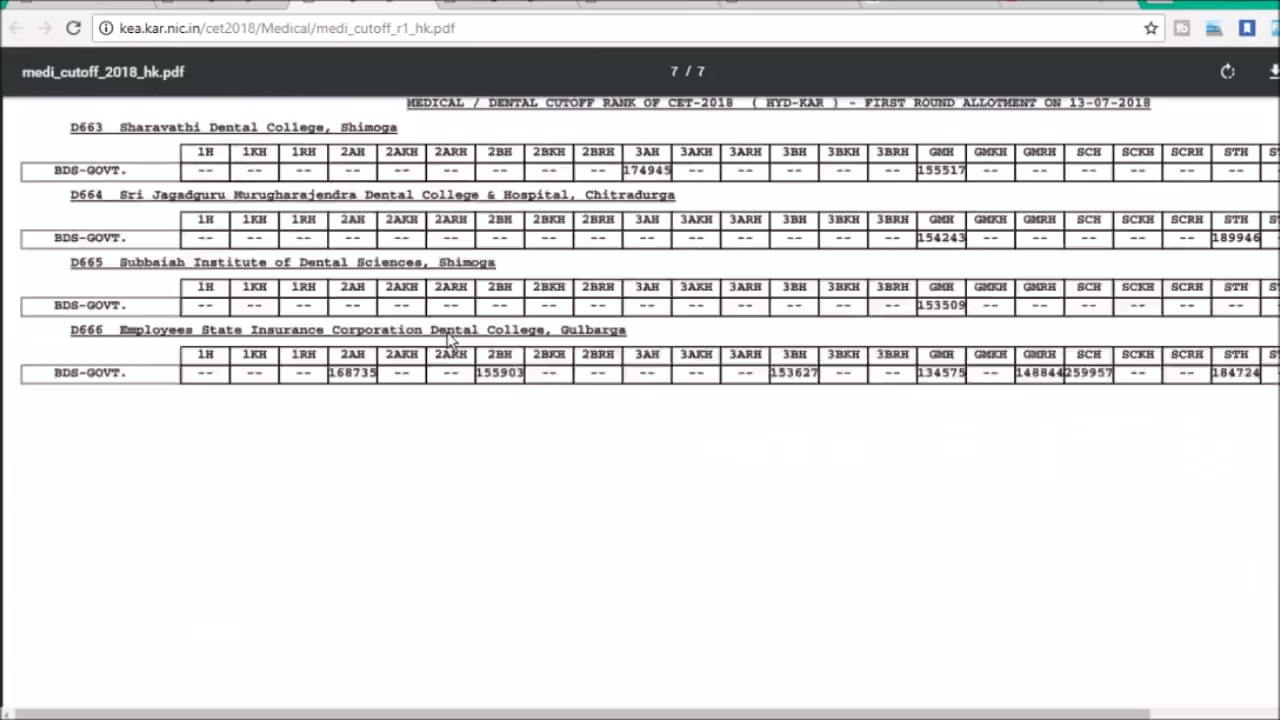 kea.kar.nic.in/cet2018/Medical/medi_cutoff_r1_hk.pdf
medi_cutoff_2018_hk.pdf 7 / 7
MEDICAL / DENTAL CUTOFF RANK OF CET-2018 ( HYD-KAR ) - FIRST ROUND ALLOTMENT ON 13-07-2018
D663 Sharavathi Dental College, Shimoga
1H 1KH 1RH 2AH 2AKH 2ARH 2BH 2BKH 2BRH 3AH 3AKH 3ARH 3BH 3BKH 3BRH GMH GMKH GMRH SCH SCKH SCRH STH
BDS-GOVT. -- -- -- -- -- -- -- -- -- 174945 -- -- -- -- -- 155517 -- -- -- -- -- --
D664 Sri Jagadguru Murugharajendra Dental College & Hospital, Chitradurga
1H 1KH 1RH 2AH 2AKH 2ARH 2BH 2BKH 2BRH 3AH 3AKH 3ARH 3BH 3BKH 3BRH GMH GMKH GMRH SCH SCKH SCRH STH
BDS-GOVT. -- -- -- -- -- -- -- -- -- -- -- -- -- -- -- 154243 -- -- -- -- -- 189946
D665 Subbaiah Institute of Dental Sciences, Shimoga
1H 1KH 1RH 2AH 2AKH 2ARH 2BH 2BKH 2BRH 3AH 3AKH 3ARH 3BH 3BKH 3BRH GMH GMKH GMRH SCH SCKH SCRH STH
BDS-GOVT. -- -- -- -- -- -- -- -- -- -- -- -- -- -- -- 153509 -- -- -- -- -- --
D666 Employees State Insurance Corporation Dental College, Gulbarga
1H 1KH 1RH 2AH 2AKH 2ARH 2BH 2BKH 2BRH 3AH 3AKH 3ARH 3BH 3BKH 3BRH GMH GMKH GMRH SCH SCKH SCRH STH
BDS-GOVT. -- -- -- 168735 -- -- 155903 -- -- -- -- -- 153627 -- -- 134575 -- 148844 259957 -- -- 184724